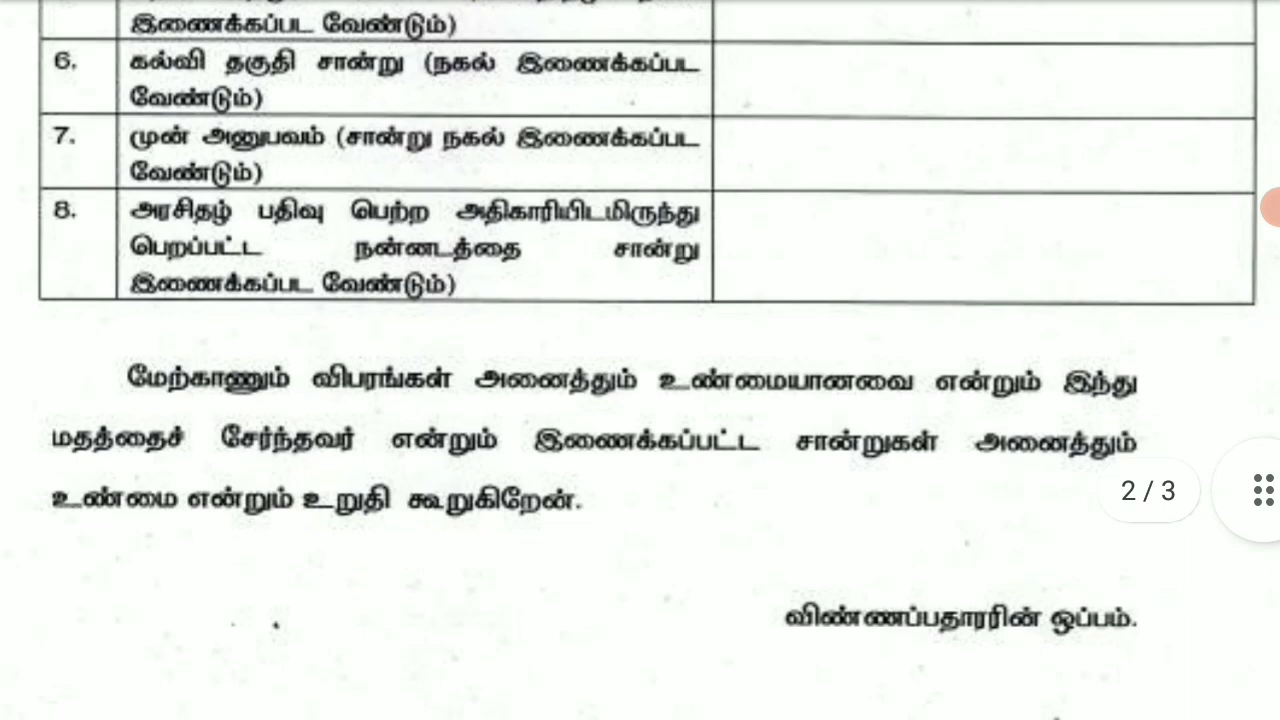 இணைக்கப்பட வேண்டும்)
6. கல்வி தகுதி சான்று (நகல் இணைக்கப்பட
வேண்டும்)
7. முன் அனுபவம் (சான்று நகல் இணைக்கப்பட
வேண்டும்)
8. அரசிதழ் பதிவு பெற்ற அதிகாரியிடமிருந்து
பெறப்பட்ட நன்னடத்தை சான்று
இணைக்கப்பட வேண்டும்)
மேற்காணும் விபரங்கள் அனைத்தும் உண்மையானவை என்றும் இந்து
மதத்தைச் சேர்ந்தவர் என்றும் இணைக்கப்பட்ட சான்றுகள் அனைத்தும்
உண்மை என்றும் உறுதி கூறுகிறேன்.
2 / 3
விண்ணப்பதாரரின் ஒப்பம்.